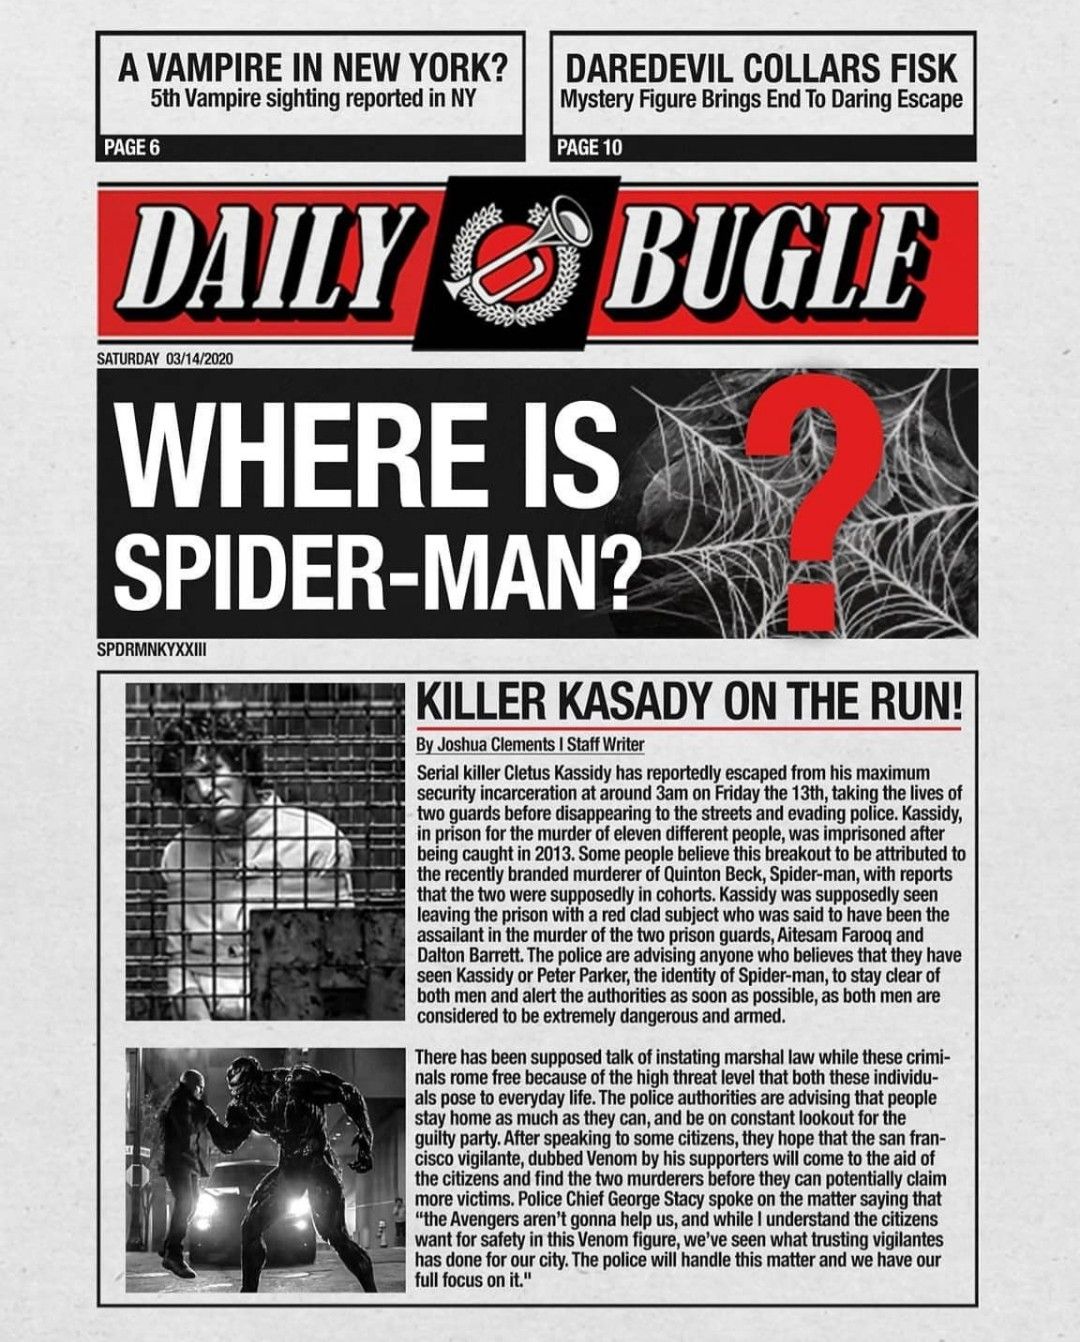 A VAMPIRE IN NEW YORK?
5th Vampire sighting reported in NY
PAGE 6
DAREDEVIL COLLARS FISK
Mystery Figure Brings End To Daring Escape
PAGE 10
DAILY BUGLE
SATURDAY 03/14/2020
WHERE IS
SPIDER-MAN?
?
SPDRMNKYXXIII
KILLER KASADY ON THE RUN!
By Joshua Clements I Staff Writer
Serial killer Cletus Kassidy has reportedly escaped from his maximum
security incarceration at around 3am on Friday the 13th, taking the lives of
two guards before disappearing to the streets and evading police. Kassidy,
in prison for the murder of eleven different people, was imprisoned after
being caught in 2013. Some people believe this breakout to be attributed to
the recently branded murderer of Quinton Beck, Spider-man, with reports
that the two were supposedly in cohorts. Kassidy was supposedly seen
leaving the prison with a red clad subject who was said to have been the
assailant in the murder of the two prison guards, Aitesam Farooq and
Dalton Barrett. The police are advising anyone who believes that they have
seen Kassidy or Peter Parker, the identity of Spider-man, to stay clear of
both men and alert the authorities as soon as possible, as both men are
considered to be extremely dangerous and armed.
There has been supposed talk of instating marshal law while these crimi-
nals rome free because of the high threat level that both these individu-
als pose to everyday life. The police authorities are advising that people
stay home as much as they can, and be on constant lookout for the
guilty party. After speaking to some citizens, they hope that the san fran-
cisco vigilante, dubbed Venom by his supporters will come to the aid of
the citizens and find the two murderers before they can potentially claim
more victims. Police Chief George Stacy spoke on the matter saying that
“the Avengers aren’t gonna help us, and while I understand the citizens
want for safety in this Venom figure, we’ve seen what trusting vigilantes
has done for our city. The police will handle this matter and we have our
full focus on it."